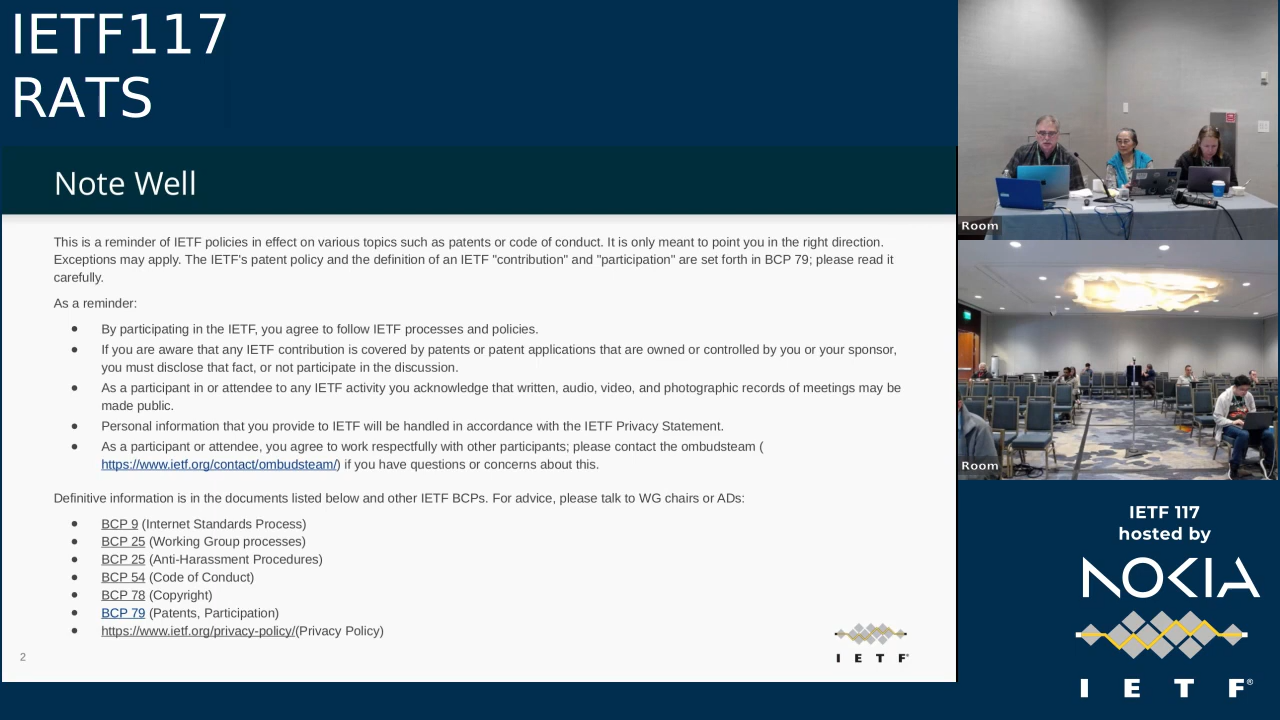 IETF117
RATS
Note Well
This is a reminder of IETF policies in effect on various topics such as patents or code of conduct. It is only meant to point you in the right direction.
Exceptions may apply. The IETF's patent policy and the definition of an IETF "contribution" and "participation" are set forth in BCP 79; please read it
carefully.
As a reminder:
● By participating in the IETF, you agree to follow IETF processes and policies.
● If you are aware that any IETF contribution is covered by patents or patent applications that are owned or controlled by you or your sponsor,
you must disclose that fact, or not participate in the discussion.
● As a participant in or attendee to any IETF activity you acknowledge that written, audio, video, and photographic records of meetings may be
made public.
● Personal information that you provide to IETF will be handled in accordance with the IETF Privacy Statement.
● As a participant or attendee, you agree to work respectfully with other participants; please contact the ombudsteam (
https://www.ietf.org/contact/ombudsteam/) if you have questions or concerns about this.
Definitive information is in the documents listed below and other IETF BCPs. For advice, please talk to WG chairs or ADs:
● BCP 9 (Internet Standards Process)
● BCP 25 (Working Group processes)
● BCP 25 (Anti-Harassment Procedures)
● BCP 54 (Code of Conduct)
● BCP 78 (Copyright)
● BCP 79 (Patents, Participation)
● https://www.ietf.org/privacy-policy/(Privacy Policy)
2
I E T F®
Room
Room
IETF 117
hosted by
NOKIA
I E T F®